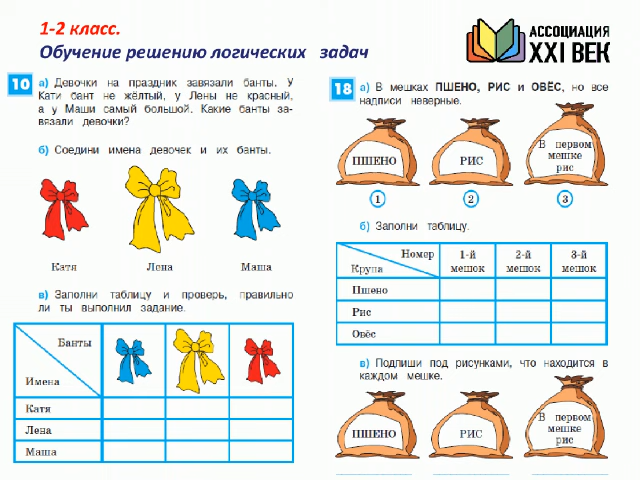 1-2 класс.
Обучение решению логических задач
АССОЦИАЦИЯ
XXI ВЕК
10 а) Девочки на праздник завязали банты. У
Кати бант не жёлтый, у Лены не красный,
а у Маши самый большой. Какие банты за-
вязали девочки?
б) Соедини имена девочек и их банты.
Катя Лена Маша
в) Заполни таблицу и проверь, правильно
ли ты выполнил задание.
Банты
Имена
Катя
Лена
Маша
18 а) В мешках ПШЕНО, РИС и ОВЁС, но все
надписи неверные.
ПШЕНО РИС
В первом
мешке
рис
1 2 3
б) Заполни таблицу.
Номер
Крупа
1-й
мешок
2-й
мешок
3-й
мешок
Пшено
Рис
Овёс
в) Подпиши под рисунками, что находится в
каждом мешке.
ПШЕНО РИС
В первом
мешке
рис